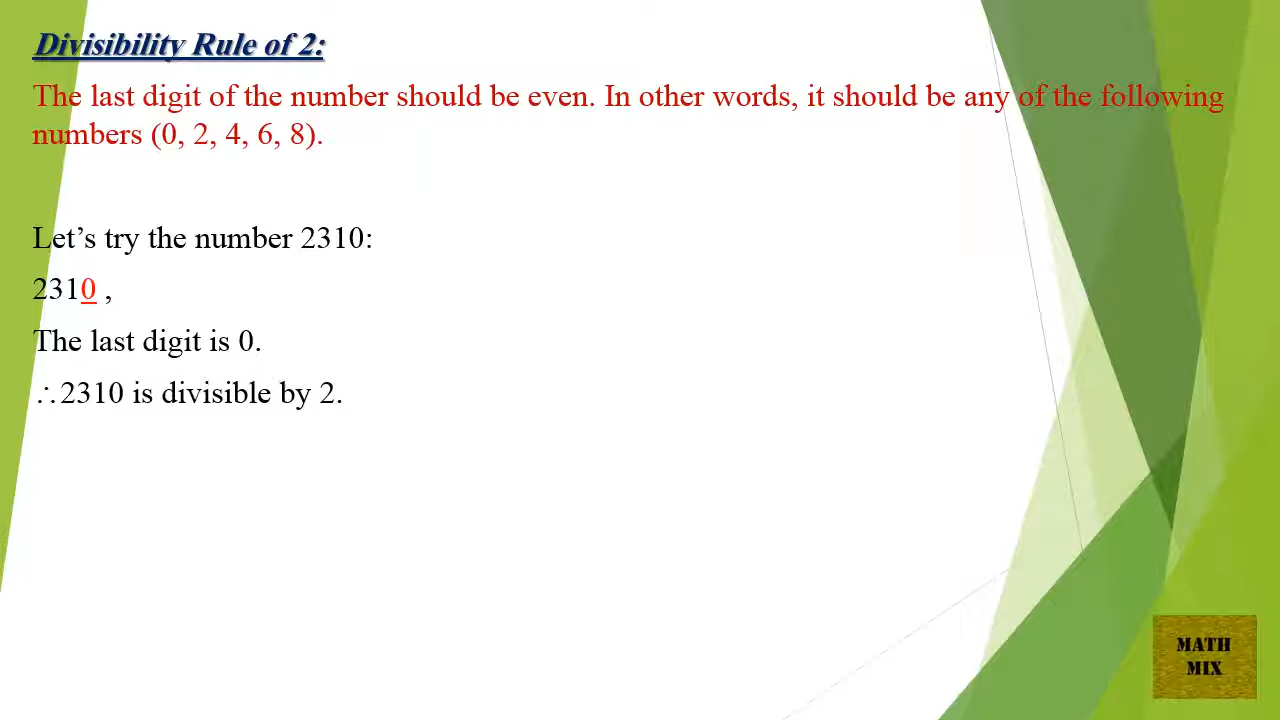 Divisibility Rule of 2:
The last digit of the number should be even. In other words, it should be any of the following
numbers (0, 2, 4, 6, 8).
Let’s try the number 2310:
2310 ,
The last digit is 0.
∴2310 is divisible by 2.
MATH
MIX